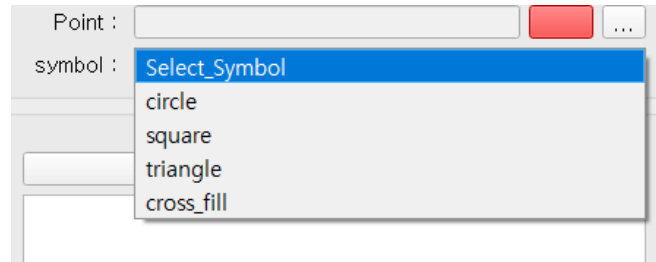 Point :
...
symbol :
Select_Symbol
circle
square
triangle
cross_fill